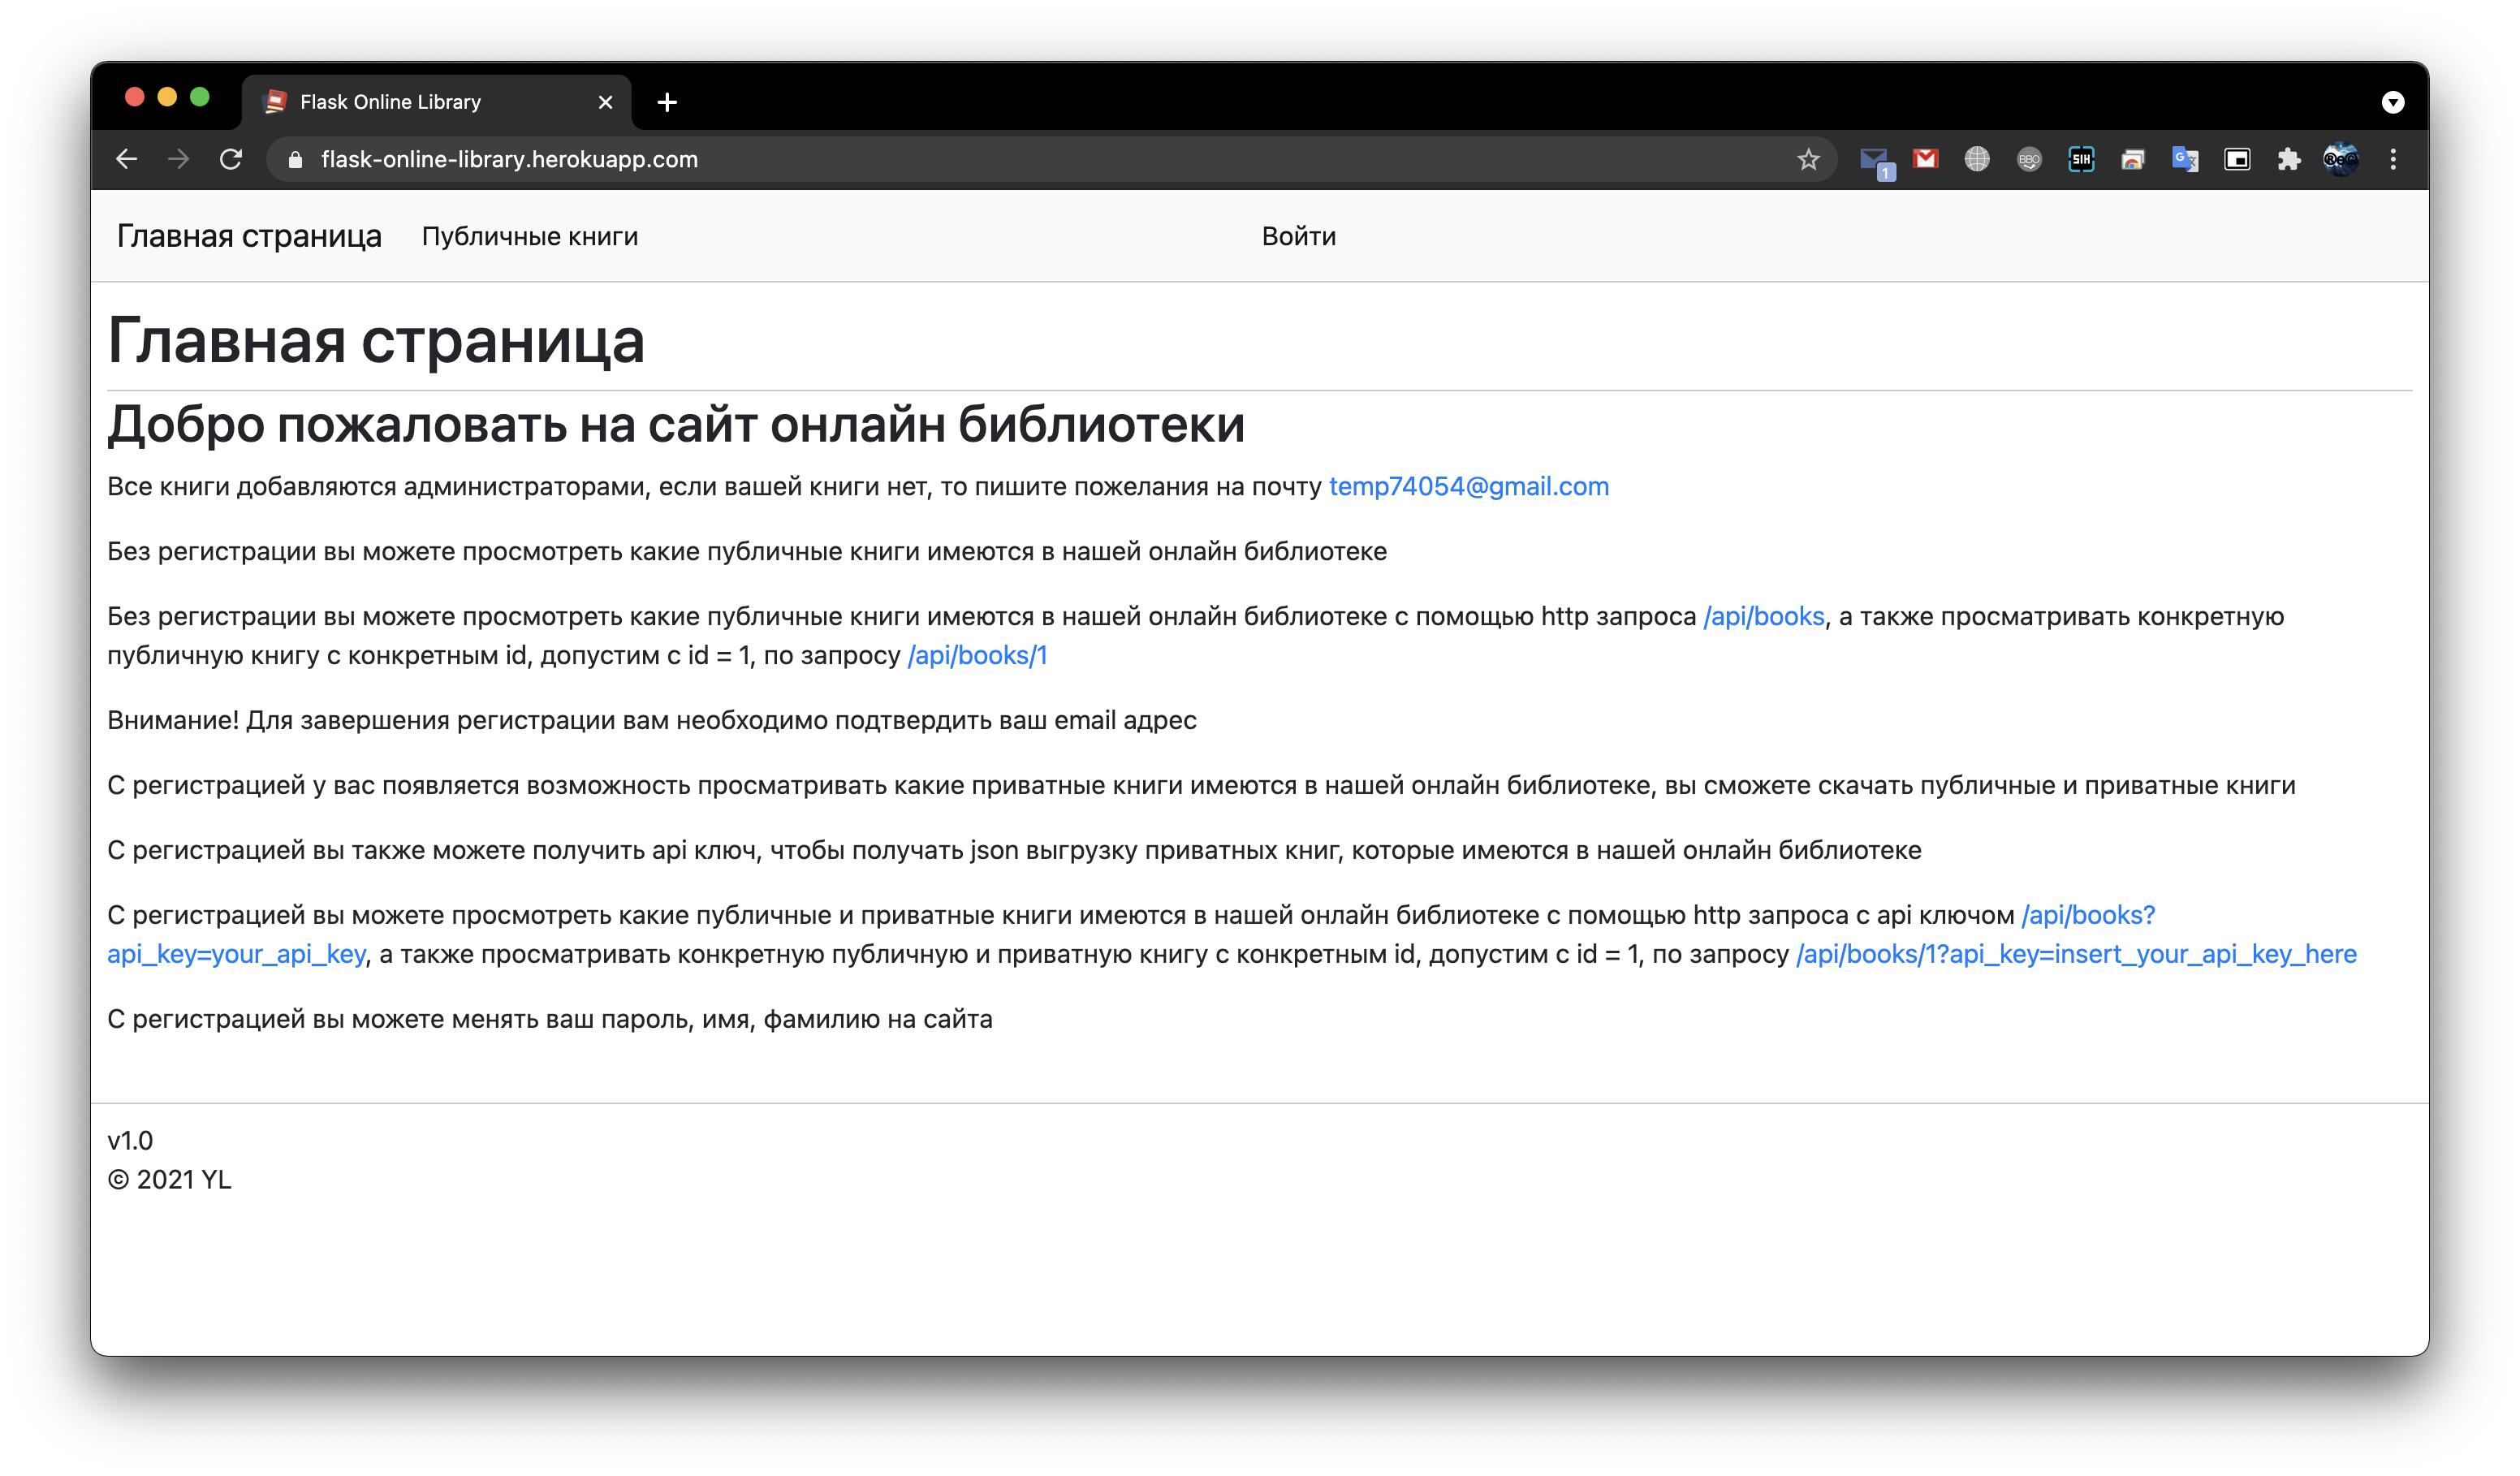 Flask Online Library
flask-online-library.herokuapp.com
1
BBO
SIH
Главная страница Публичные книги Войти
Главная страница
Добро пожаловать на сайт онлайн библиотеки
Все книги добавляются администраторами, если вашей книги нет, то пишите пожелания на почту temp74054@gmail.com
Без регистрации вы можете просмотреть какие публичные книги имеются в нашей онлайн библиотеке
Без регистрации вы можете просмотреть какие публичные книги имеются в нашей онлайн библиотеке с помощью http запроса /api/books, а также просматривать конкретную
публичную книгу с конкретным id, допустим с id = 1, по запросу /api/books/1
Внимание! Для завершения регистрации вам необходимо подтвердить ваш email адрес
С регистрацией у вас появляется возможность просматривать какие приватные книги имеются в нашей онлайн библиотеке, вы сможете скачать публичные и приватные книги
С регистрацией вы также можете получить api ключ, чтобы получать json выгрузку приватных книг, которые имеются в нашей онлайн библиотеке
С регистрацией вы можете просмотреть какие публичные и приватные книги имеются в нашей онлайн библиотеке с помощью http запроса с api ключом /api/books?
api_key=your_api_key, а также просматривать конкретную публичную и приватную книгу с конкретным id, допустим с id = 1, по запросу /api/books/1?api_key=insert_your_api_key_here
С регистрацией вы можете менять ваш пароль, имя, фамилию на сайта
v1.0
© 2021 YL